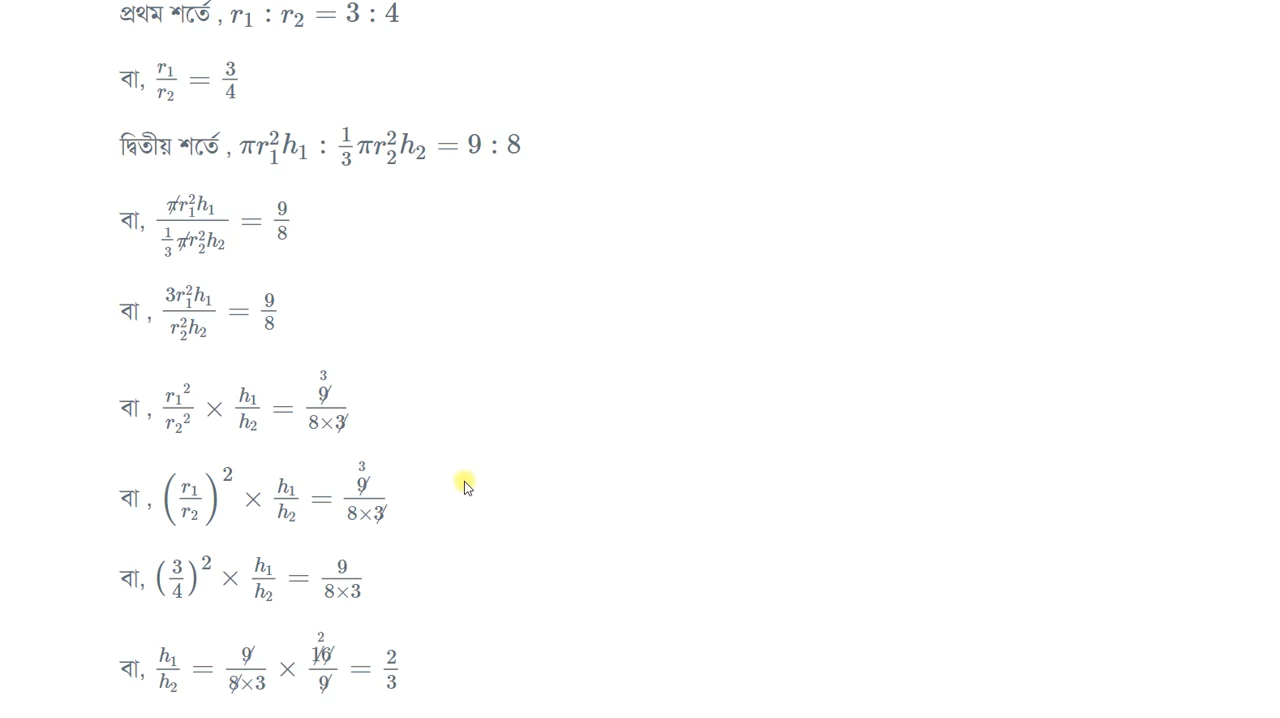 প্রথম শর্তে , r₁ : r₂ = 3 : 4
বা, r₁/r₂ = 3/4
দ্বিতীয় শর্তে , πr₁²h₁ : 1/3 πr₂²h₂ = 9 : 8
বা, πr₁²h₁ / (1/3 πr₂²h₂) = 9/8
বা , 3r₁²h₁ / r₂²h₂ = 9/8
বা , r₁²/r₂² × h₁/h₂ = 9/(8×3) 3
বা , (r₁/r₂)² × h₁/h₂ = 9/(8×3) 3
বা, (3/4)² × h₁/h₂ = 9/(8×3)
বা, h₁/h₂ = 9/(8×3) × 16/9 2 = 2/3